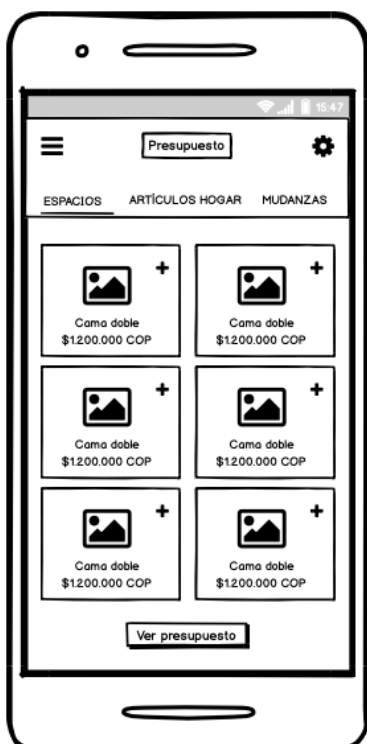 15:47
Presupuesto
ESPACIOS ARTÍCULOS HOGAR MUDANZAS
Cama doble Cama doble
$1.200.000 COP $1.200.000 COP
Cama doble Cama doble
$1.200.000 COP $1.200.000 COP
Cama doble Cama doble
$1.200.000 COP $1.200.000 COP
Ver presupuesto